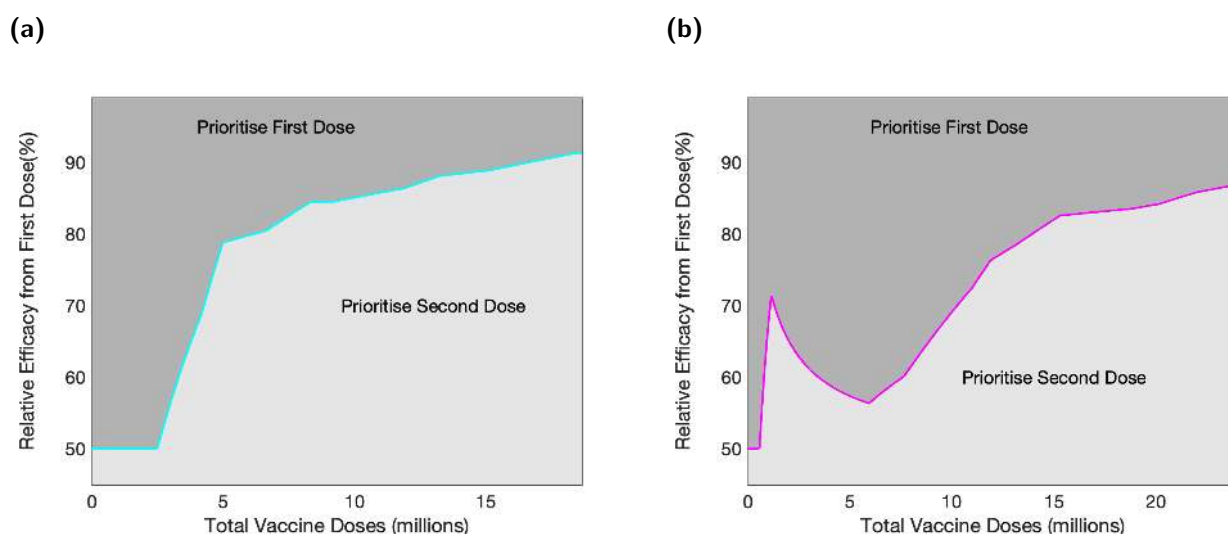 (a)
Prioritise First Dose
Prioritise Second Dose
Relative Efficacy from First Dose(%)
90
80
70
60
50
0 5 10 15
Total Vaccine Doses (millions)
(b)
Prioritise First Dose
Prioritise Second Dose
Relative Efficacy from First Dose(%)
90
80
70
60
50
0 5 10 15 20
Total Vaccine Doses (millions)